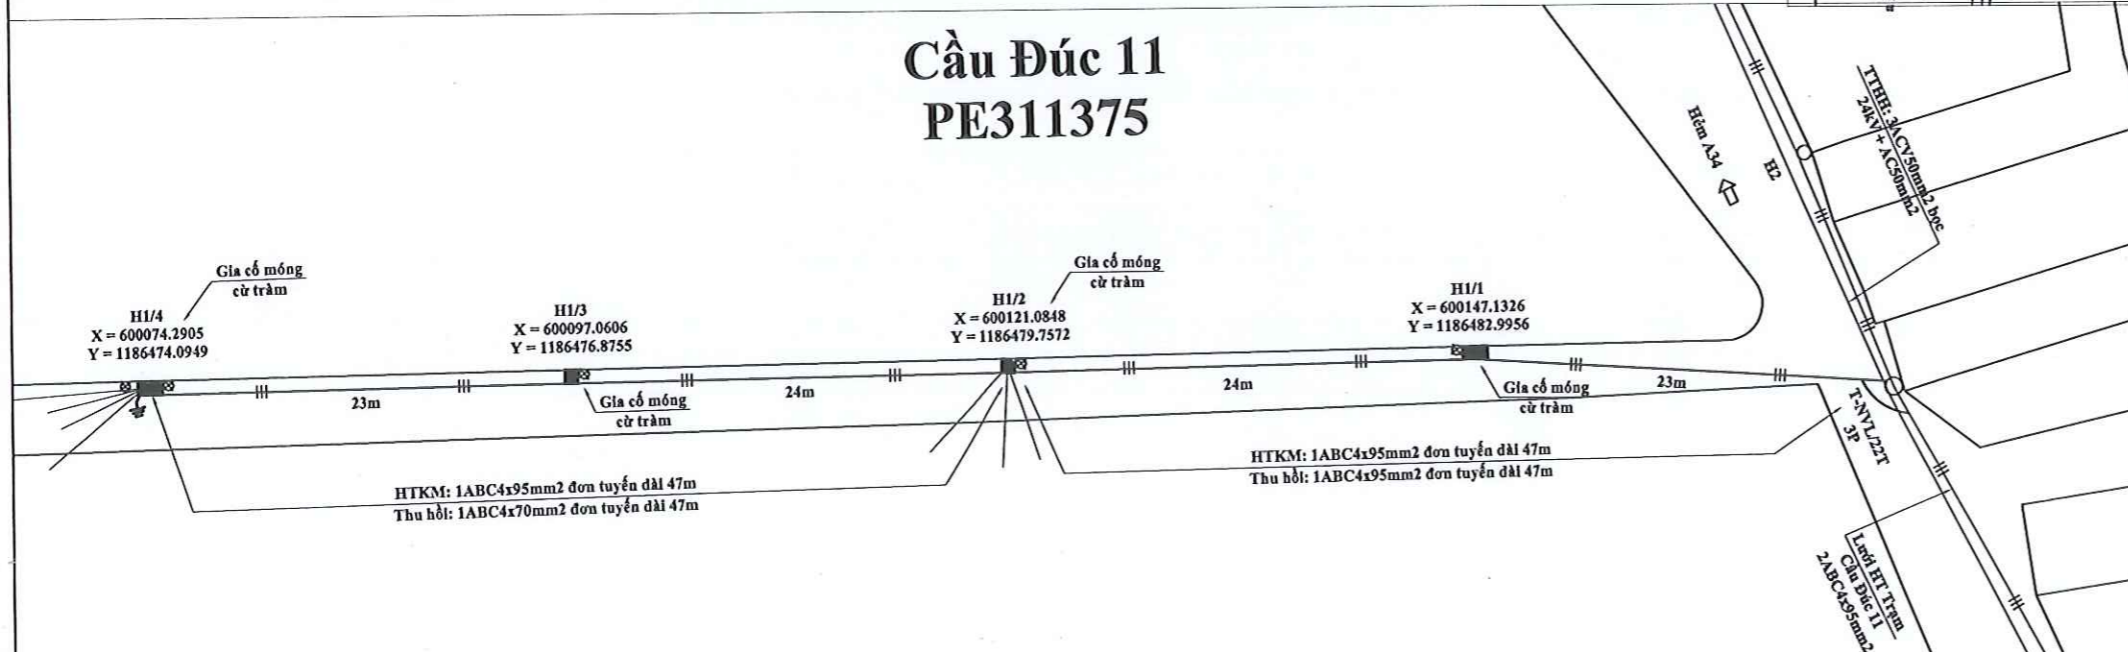 Cầu Đúc 11
PE311375
TTHH: 3ACV50mm2 bọc
24kV + AC50mm2
Hẻm A34
H2
Gia cố móng
cừ tràm
H1/4
X = 600074.2905
Y = 1186474.0949
H1/3
X = 600097.0606
Y = 1186476.8755
Gia cố móng
cừ tràm
H1/2
X = 600121.0848
Y = 1186479.7572
H1/1
X = 600147.1326
Y = 1186482.9956
23m
Gia cố móng
cừ tràm
24m
24m
Gia cố móng
cừ tràm
23m
T-NVL/22T
3P
HTKM: 1ABC4x95mm2 đơn tuyến dài 47m
Thu hồi: 1ABC4x70mm2 đơn tuyến dài 47m
HTKM: 1ABC4x95mm2 đơn tuyến dài 47m
Thu hồi: 1ABC4x95mm2 đơn tuyến dài 47m
Lưới HT Trạm
Cầu Đúc 11
2ABC4x95mm2